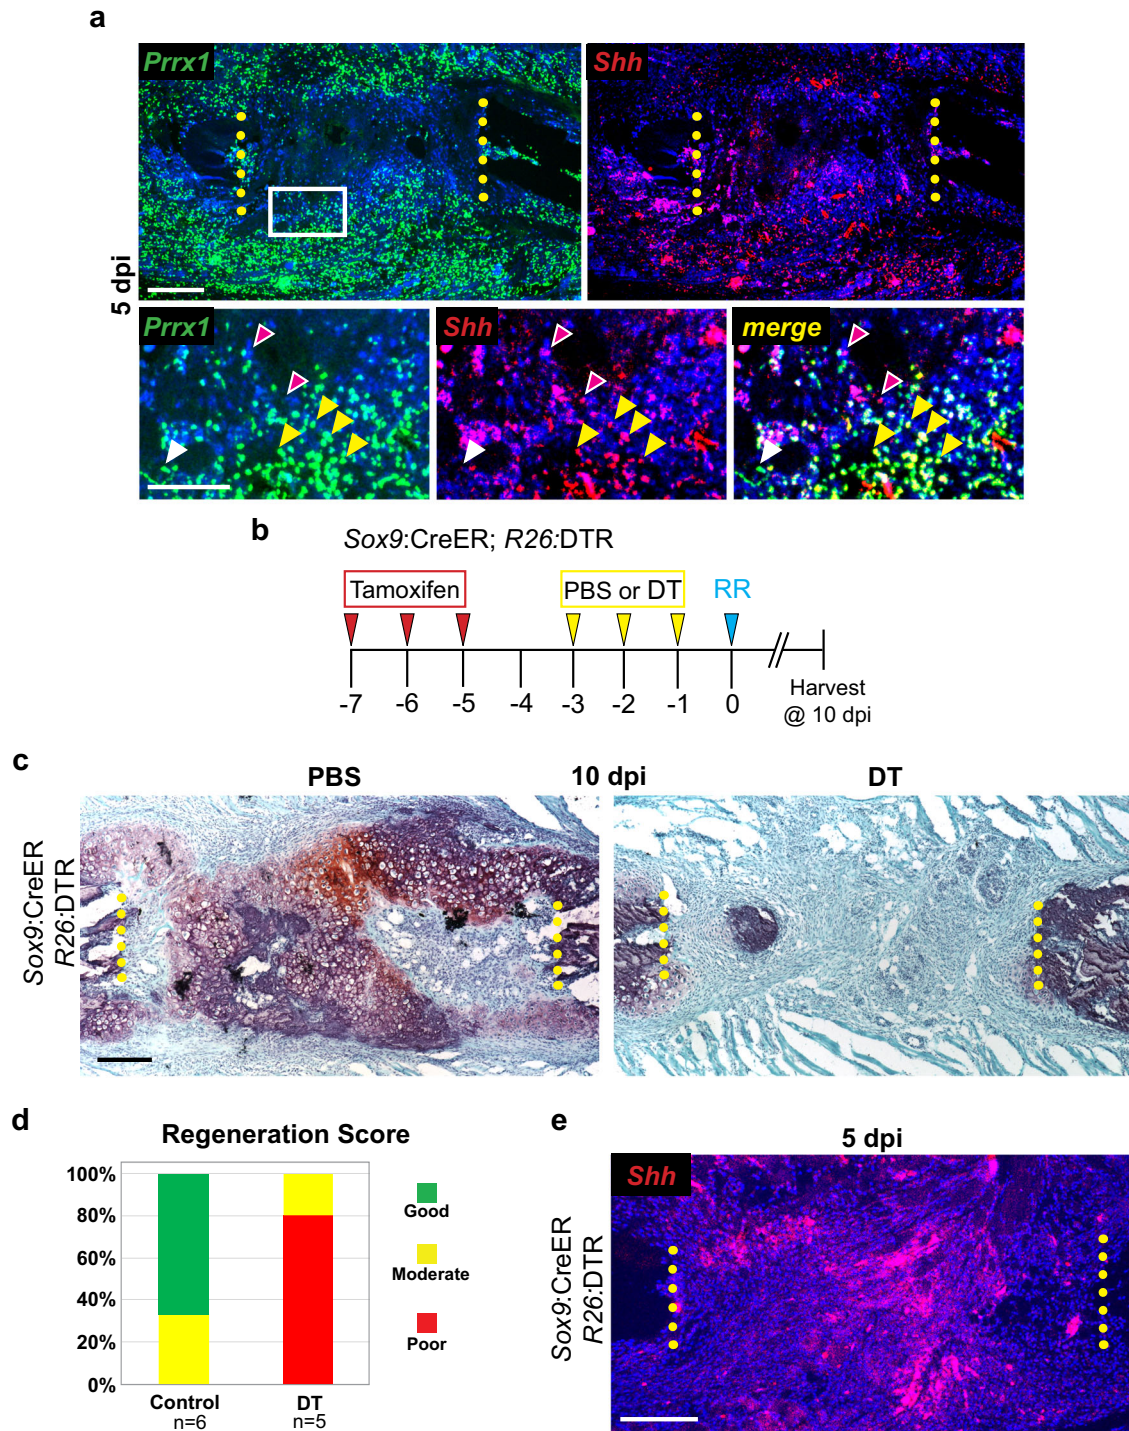 a
Prrx1
Shh
5 dpi
Prrx1
Shh
merge
b
Sox9:CreER; R26:DTR
Tamoxifen
PBS or DT
RR
-7 -6 -5 -4 -3 -2 -1 0
Harvest
@ 10 dpi
c
PBS
10 dpi
DT
Sox9:CreER
R26:DTR
d
Regeneration Score
100%
80%
60%
40%
20%
0%
Control
n=6
DT
n=5
Good
Moderate
Poor
e
5 dpi
Shh
Sox9:CreER
R26:DTR